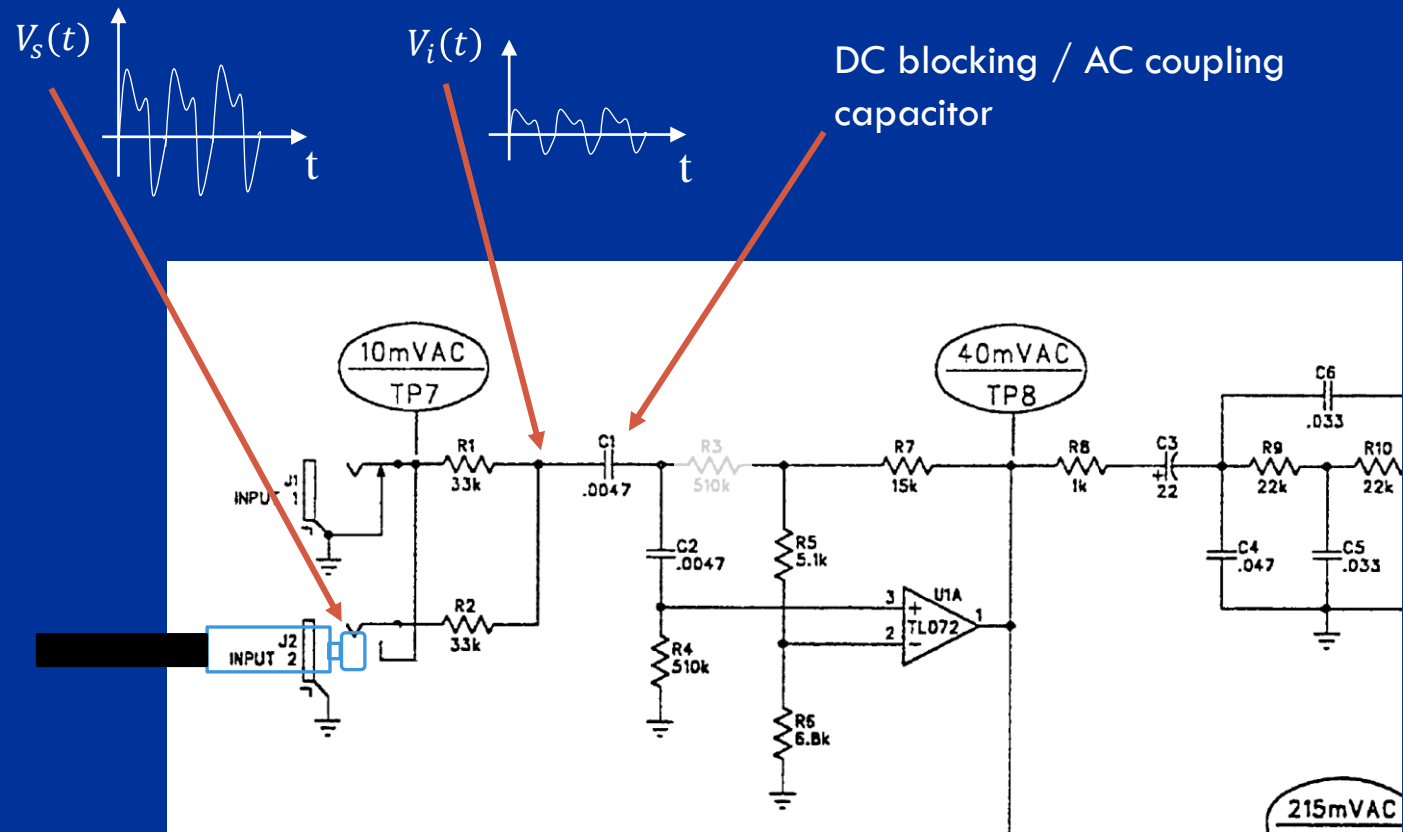 V_s(t)
t
V_i(t)
t
DC blocking / AC coupling
capacitor
10mVAC
TP7
40mVAC
TP8
C6
.033
R1
33k
C1
.0047
R3
510k
R7
15k
R8
1k
C3
+
22
R9
22k
R10
22k
J1
INPUT 1
C2
.0047
R5
5.1k
C4
.047
C5
.033
R2
33k
3
+
U1A
TL072
1
2
−
J2
INPUT 2
R4
510k
R6
6.8k
215mVAC